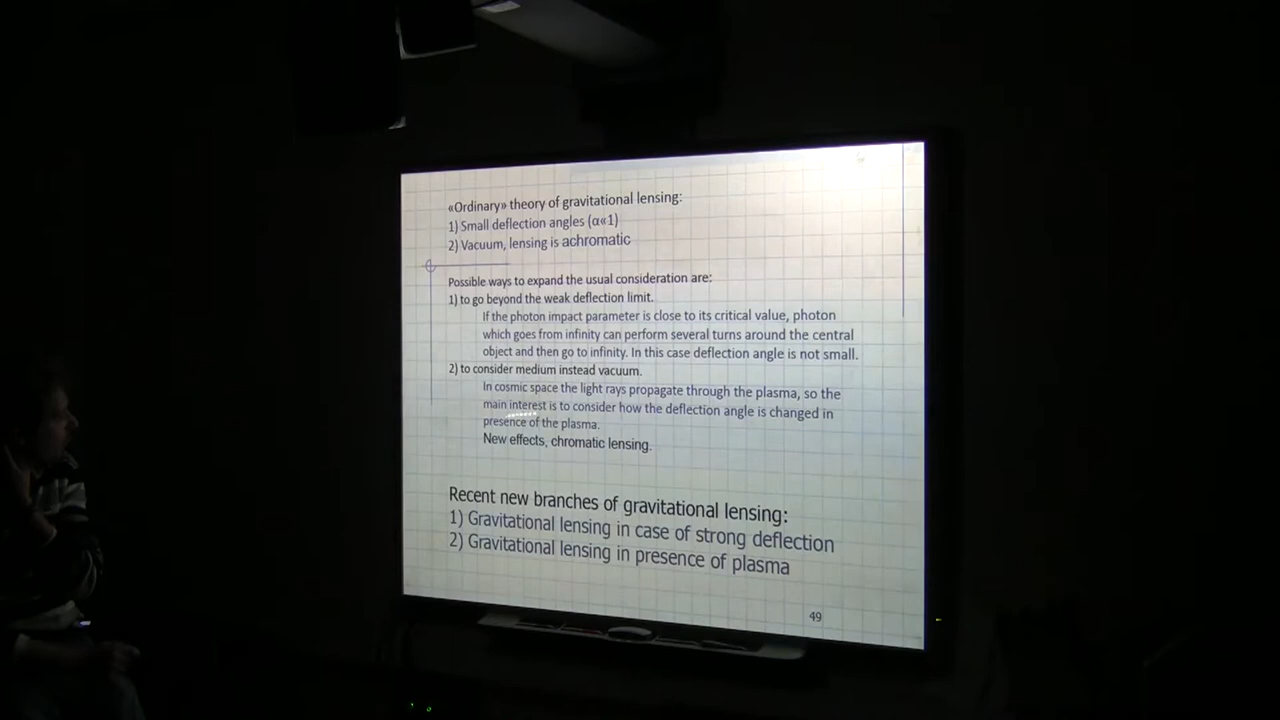 «Ordinary» theory of gravitational lensing:
1) Small deflection angles (α«1)
2) Vacuum, lensing is achromatic
Possible ways to expand the usual consideration are:
1) to go beyond the weak deflection limit.
If the photon impact parameter is close to its critical value, photon
which goes from infinity can perform several turns around the central
object and then go to infinity. In this case deflection angle is not small.
2) to consider medium instead vacuum.
In cosmic space the light rays propagate through the plasma, so the
main interest is to consider how the deflection angle is changed in
presence of the plasma.
New effects, chromatic lensing.
Recent new branches of gravitational lensing:
1) Gravitational lensing in case of strong deflection
2) Gravitational lensing in presence of plasma
49